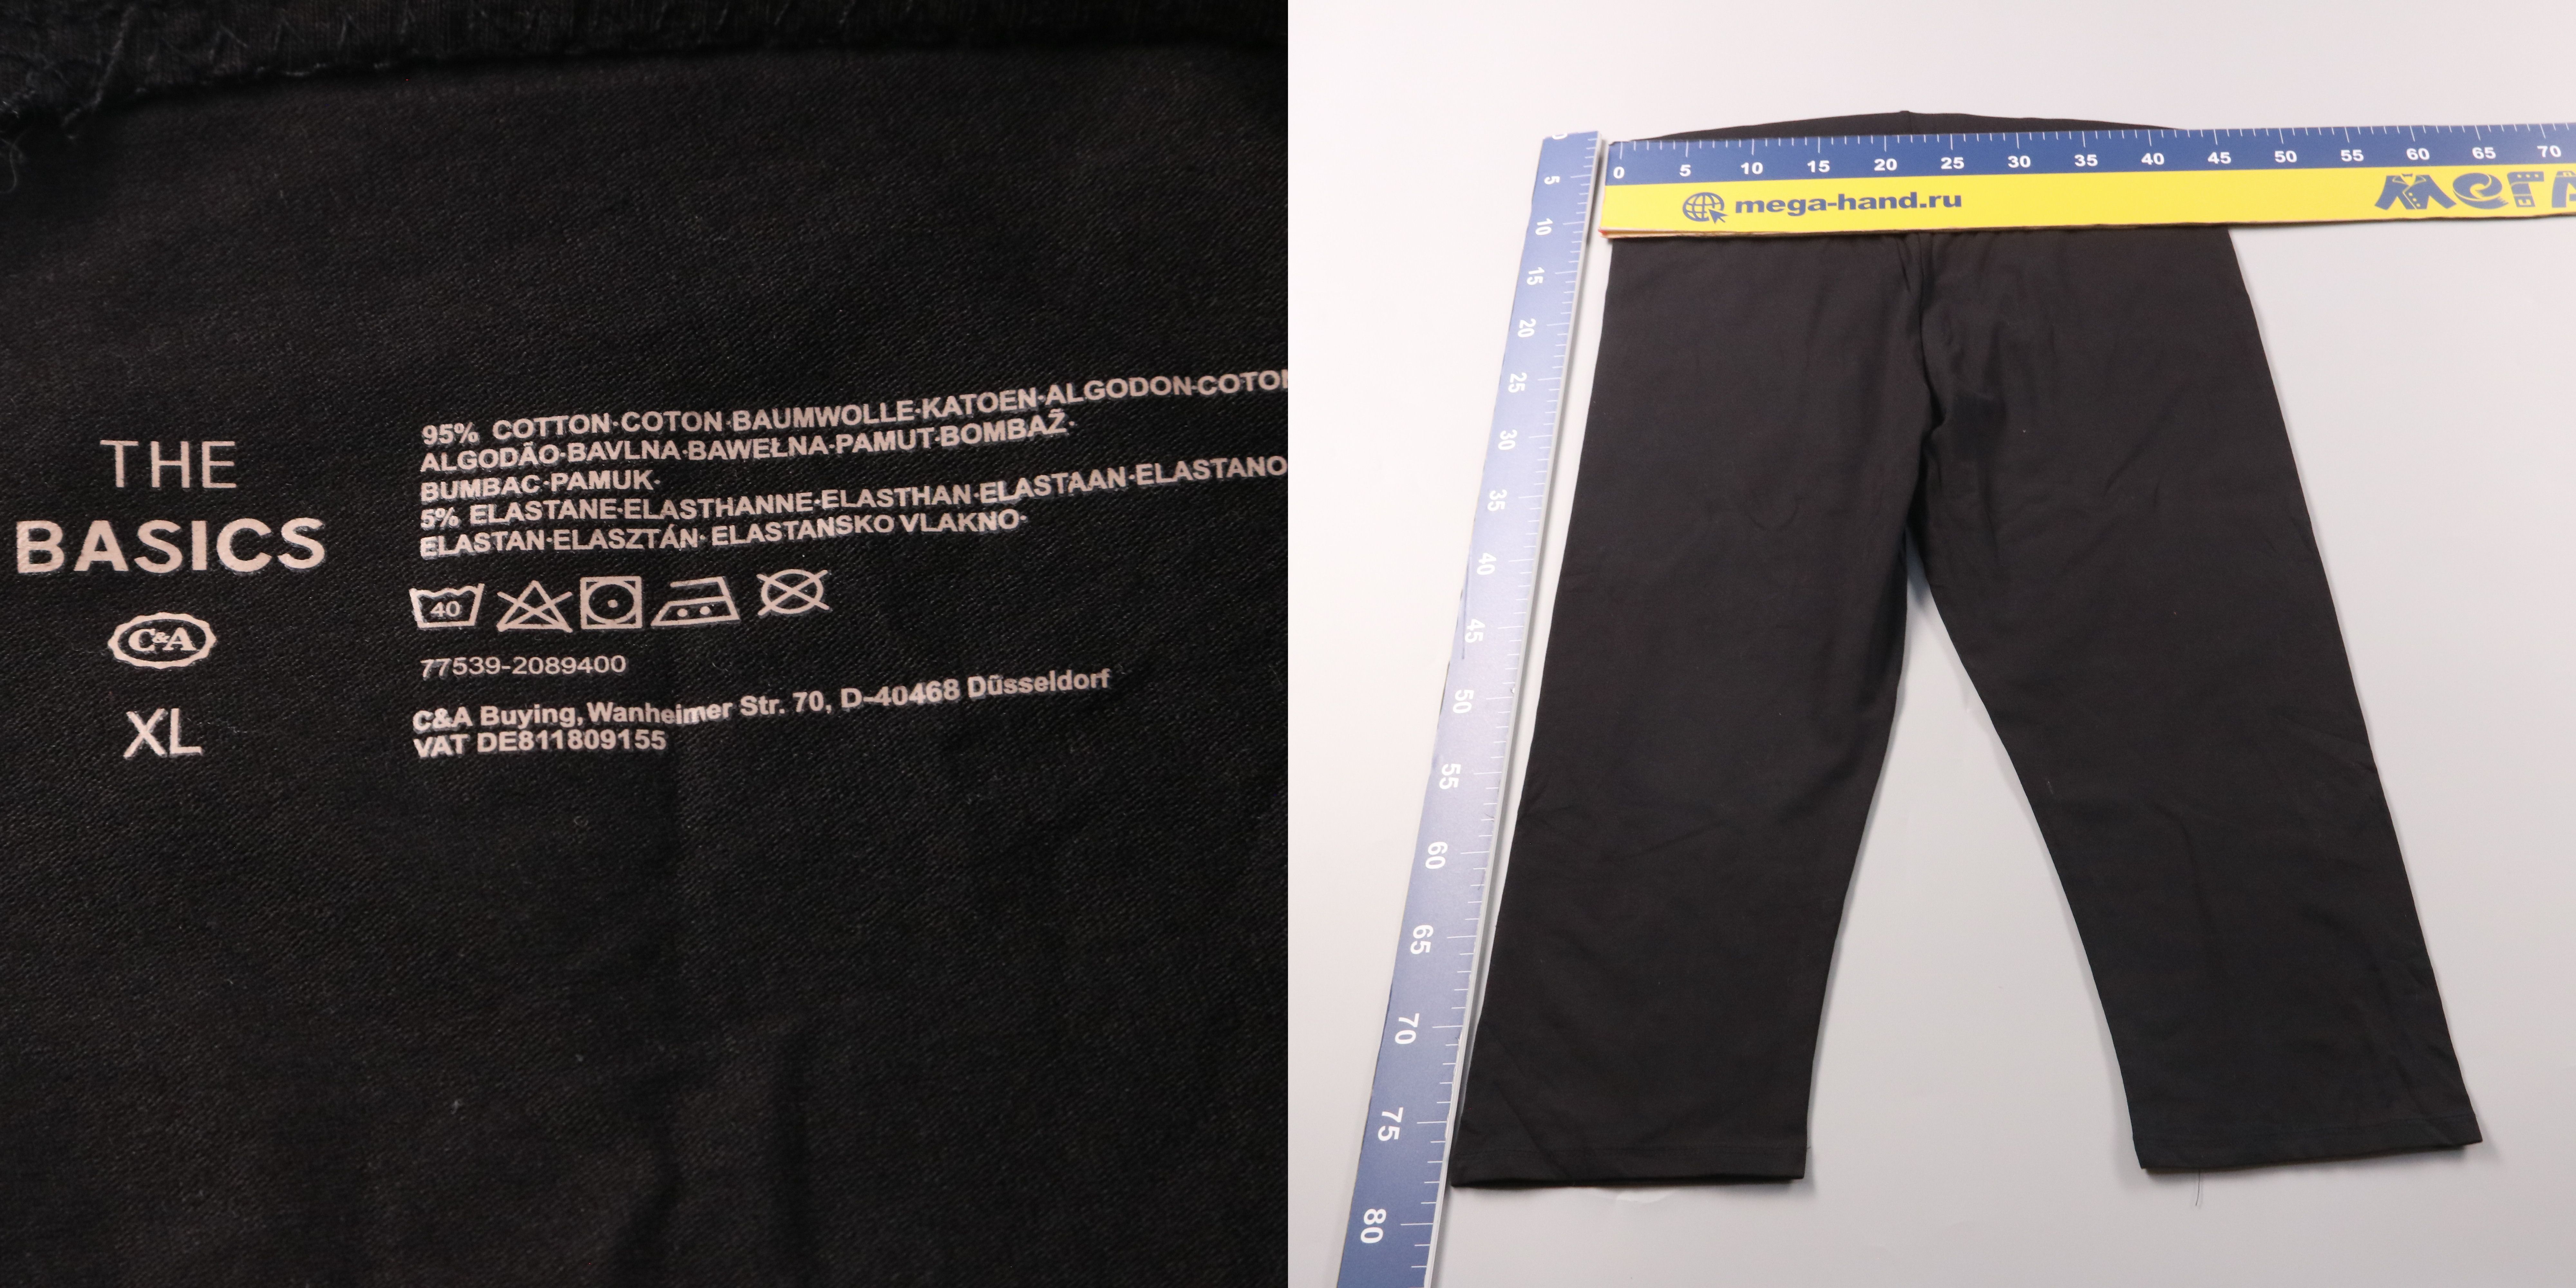 THE
BASICS
C&A
XL
95% COTTON·COTON·BAUMWOLLE·KATOEN·ALGODON·COTO
ALGODÃO·BAVLNA·BAWEŁNA·PAMUT·BOMBAŽ·
BUMBAC·PAMUK·
5% ELASTANE·ELASTHANNE·ELASTHAN·ELASTAAN·ELASTANO
ELASTAN·ELASZTÁN· ELASTANSKO VLAKNO·
40
77539-2089400
C&A Buying, Wanheimer Str. 70, D-40468 Düsseldorf
VAT DE811809155
0 5 10 15 20 25 30 35 40 45 50 55 60 65 70
mega-hand.ru
0
5
10
15
20
25
30
35
40
45
50
55
60
65
70
75
80